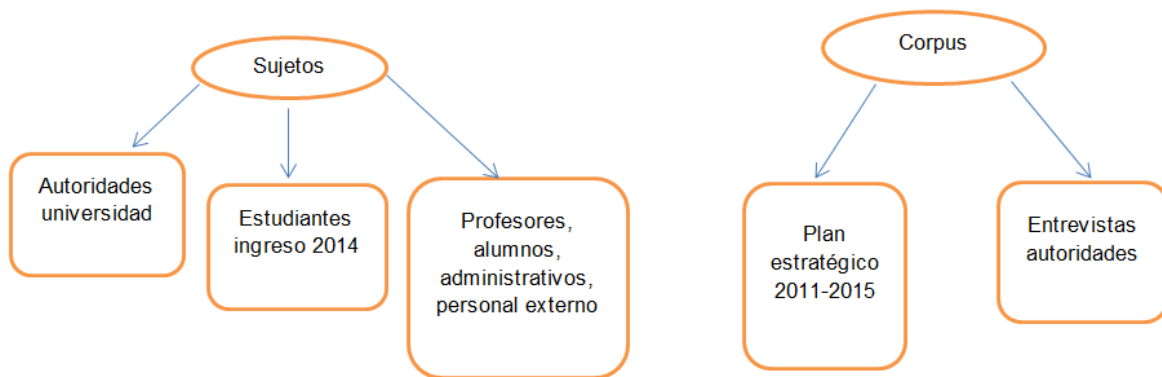 Sujetos
Autoridades
universidad
Estudiantes
ingreso 2014
Profesores,
alumnos,
administrativos,
personal externo
Corpus
Plan
estratégico
2011-2015
Entrevistas
autoridades